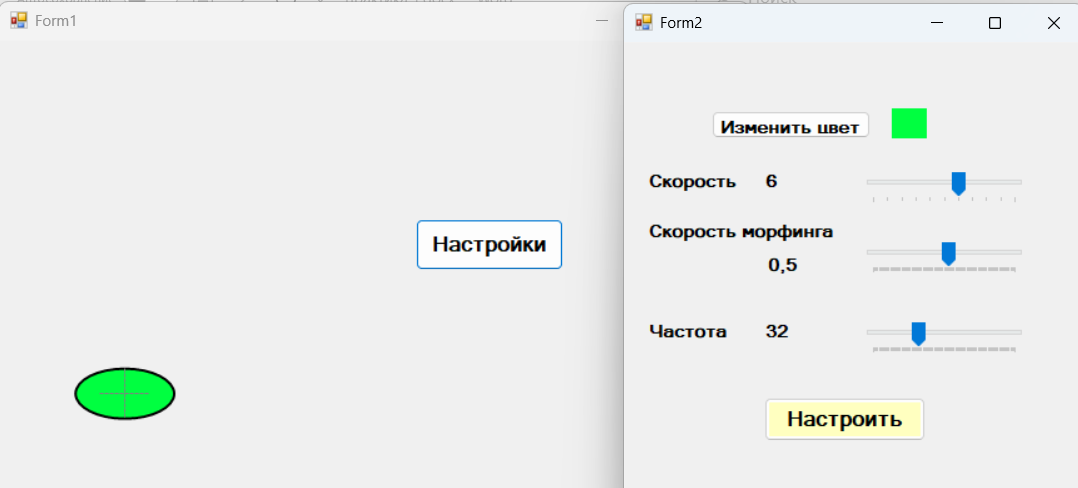 Form1
Form2
Изменить цвет
Скорость 6
Скорость морфинга
0,5
Настройки
Частота 32
Настроить